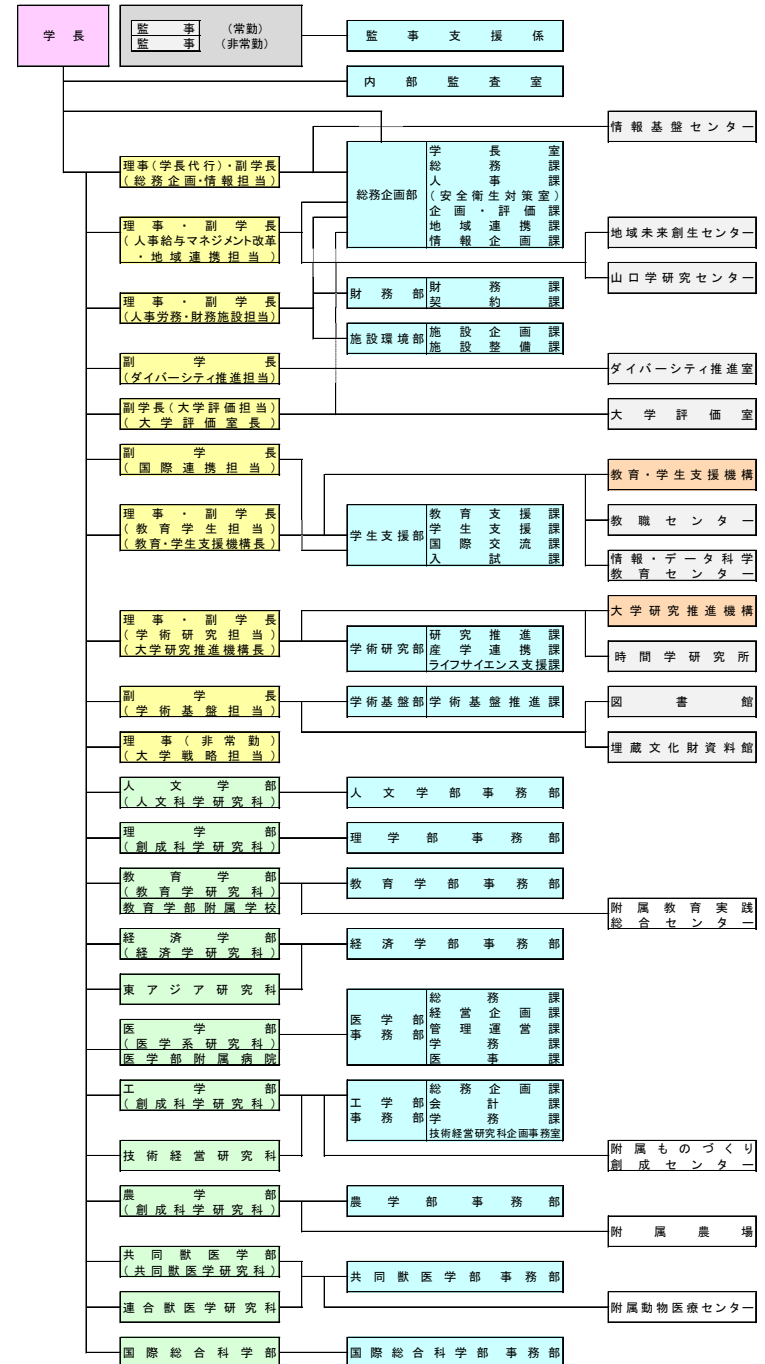 学長
監事（常勤）
監事（非常勤）
監事支援係
内部監査室
情報基盤センター
理事（学長代行）・副学長
（総務企画・情報担当）
総務企画部
学長室
総務課
人事課
（安全衛生対策室）
企画・評価課
地域連携課
情報企画課
理事・副学長
（人事給与マネジメント改革
・地域連携担当）
地域未来創生センター
山口学研究センター
理事・副学長
（人事労務・財務施設担当）
財務部
財務課
契約課
施設環境部
施設企画課
施設整備課
副学長
（ダイバーシティ推進担当）
ダイバーシティ推進室
副学長（大学評価担当）
（大学評価室長）
大学評価室
副学長
（国際連携担当）
教育・学生支援機構
理事・副学長
（教育学生担当）
（教育・学生支援機構長）
学生支援部
教育支援課
学生支援課
国際交流課
入試課
教職センター
情報・データ科学
教育センター
大学研究推進機構
理事・副学長
（学術研究担当）
（大学研究推進機構長）
学術研究部
研究推進課
産学連携課
ライフサイエンス支援課
時間学研究所
副学長
（学術基盤担当）
学術基盤部
学術基盤推進課
図書館
理事（非常勤）
（大学戦略担当）
埋蔵文化財資料館
人文学部
（人文科学研究科）
人文学部事務部
理学部
（創成科学研究科）
理学部事務部
教育学部
（教育学研究科）
教育学部附属学校
教育学部事務部
附属教育実践
総合センター
経済学部
（経済学研究科）
経済学部事務部
東アジア研究科
医学部
（医学系研究科）
医学部附属病院
医学部
事務部
総務課
経営企画課
管理運営課
学務課
医事課
工学部
（創成科学研究科）
工学部
事務部
総務企画課
会計課
学務課
技術経営研究科企画事務室
技術経営研究科
附属ものづくり
創成センター
農学部
（創成科学研究科）
農学部事務部
附属農場
共同獣医学部
（共同獣医学研究科）
共同獣医学部事務部
連合獣医学研究科
附属動物医療センター
国際総合科学部
国際総合科学部事務部